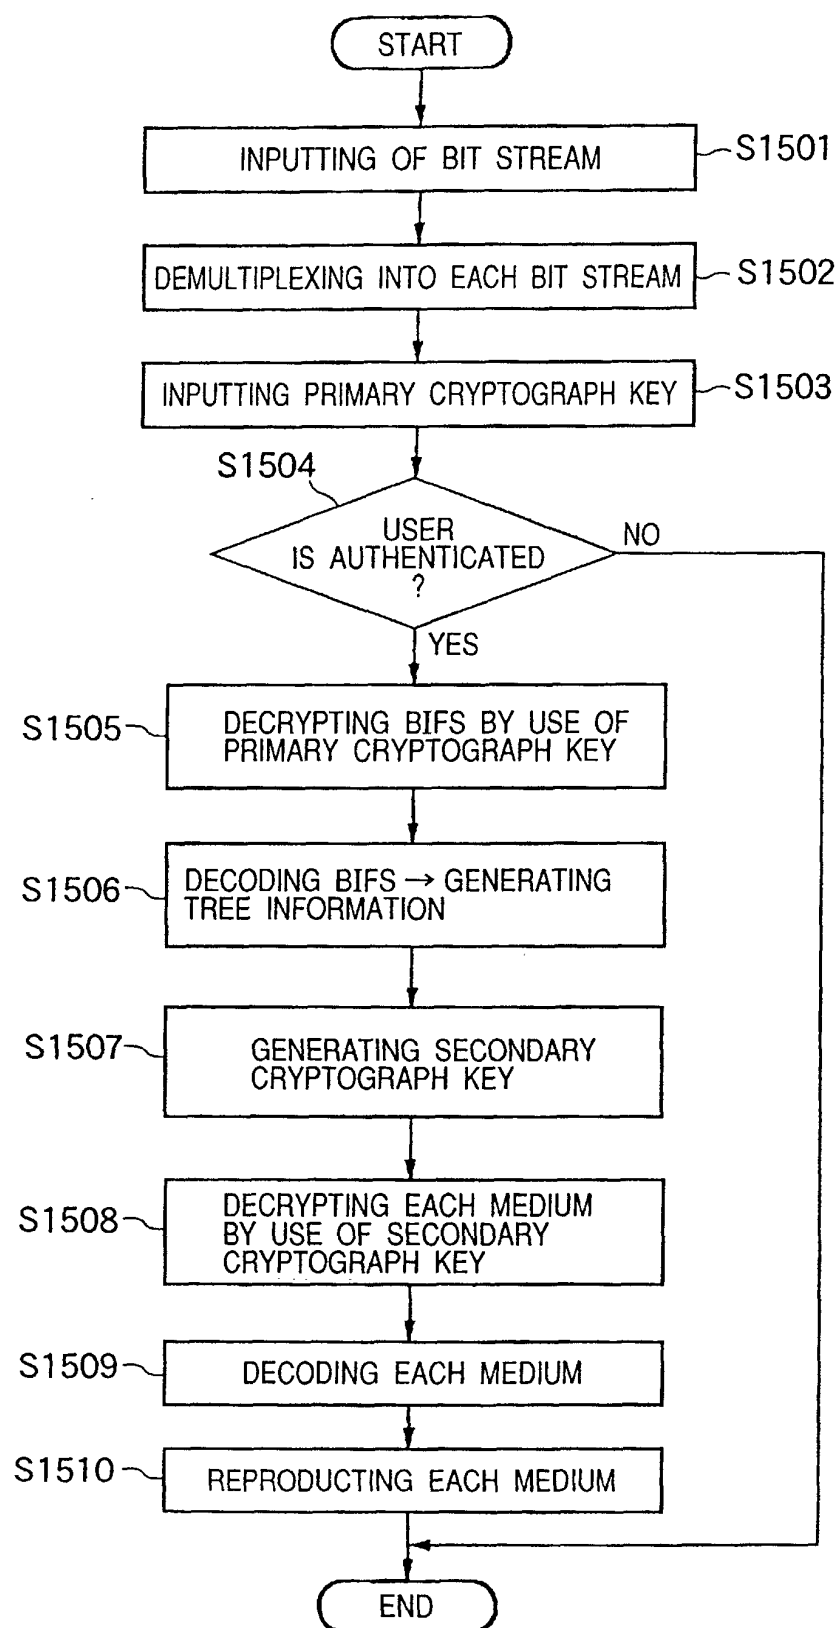 START
INPUTTING OF BIT STREAM
S1501
DEMULTIPLEXING INTO EACH BIT STREAM
S1502
INPUTTING PRIMARY CRYPTOGRAPH KEY
S1503
S1504
USER
IS AUTHENTICATED
?
NO
YES
S1505
DECRYPTING BIFS BY USE OF
PRIMARY CRYPTOGRAPH KEY
S1506
DECODING BIFS → GENERATING
TREE INFORMATION
S1507
GENERATING SECONDARY
CRYPTOGRAPH KEY
S1508
DECRYPTING EACH MEDIUM
BY USE OF SECONDARY
CRYPTOGRAPH KEY
S1509
DECODING EACH MEDIUM
S1510
REPRODUCTING EACH MEDIUM
END